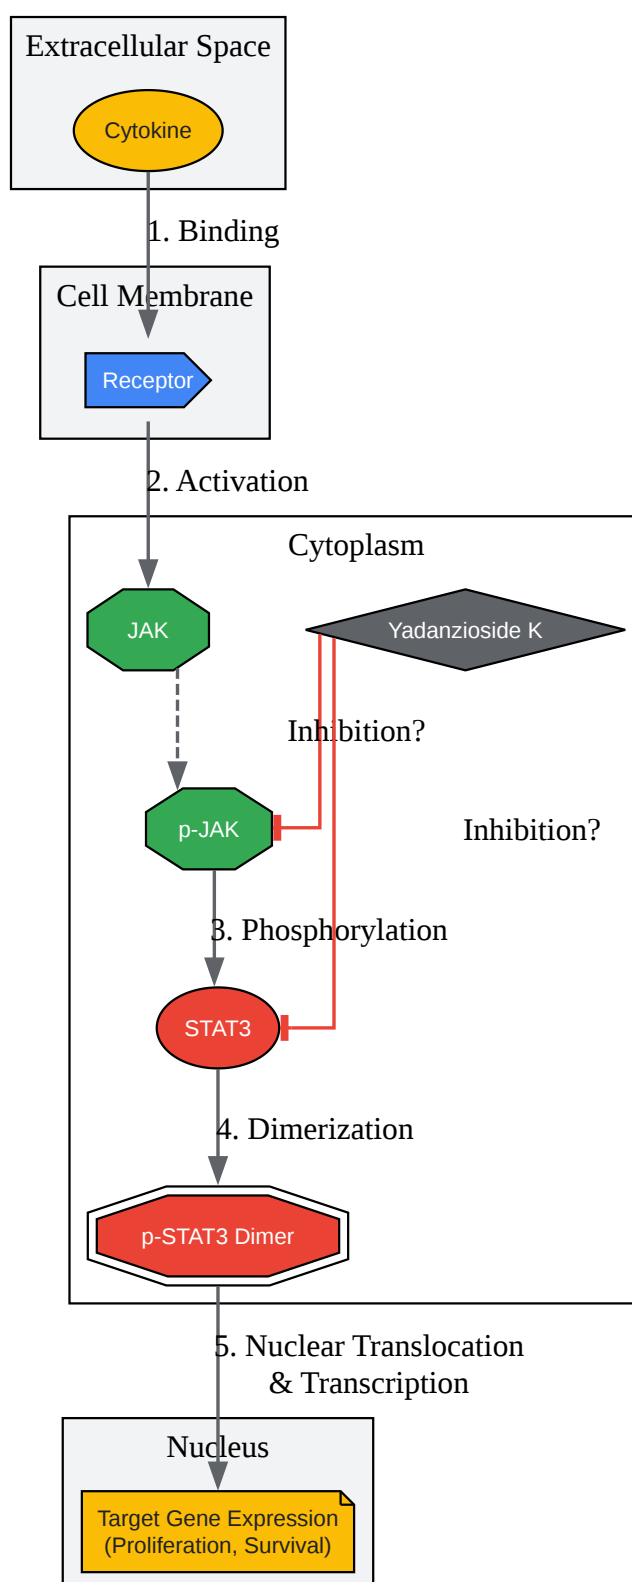 Extracellular Space
Cytokine
1. Binding
Cell Membrane
Receptor
2. Activation
Cytoplasm
JAK
Yadanzioside K
Inhibition?
p-JAK
Inhibition?
3. Phosphorylation
STAT3
4. Dimerization
p-STAT3 Dimer
5. Nuclear Translocation
& Transcription
Nucleus
Target Gene Expression
(Proliferation, Survival)